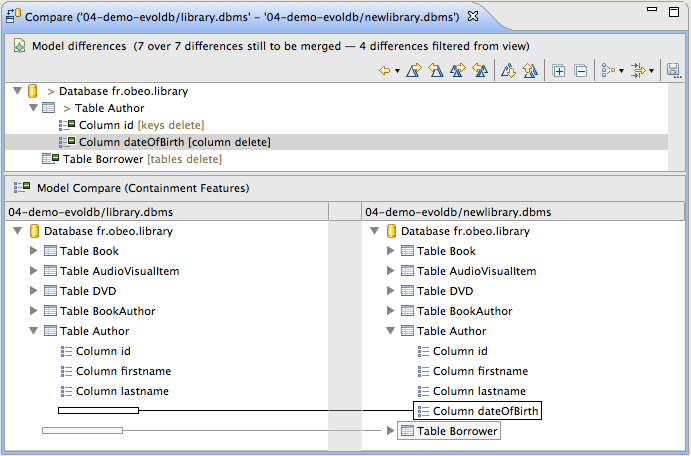 Compare ('04-demo-evoldb/library.dbms' - '04-demo-evoldb/newlibrary.dbms')
Model differences (7 over 7 differences still to be merged — 4 differences filtered from view)
> Database fr.obeo.library
> Table Author
Column id [keys delete]
Column dateOfBirth [column delete]
Table Borrower [tables delete]
Model Compare (Containment Features)
04-demo-evoldb/library.dbms 04-demo-evoldb/newlibrary.dbms
Database fr.obeo.library Database fr.obeo.library
Table Book Table Book
Table AudioVisualItem Table AudioVisualItem
Table DVD Table DVD
Table BookAuthor Table BookAuthor
Table Author Table Author
Column id Column id
Column firstname Column firstname
Column lastname Column lastname
Column dateOfBirth
Table Borrower